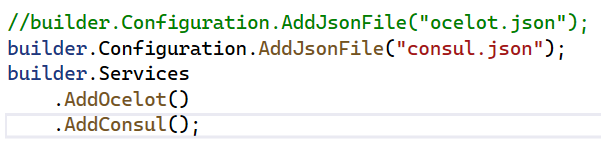 //builder.Configuration.AddJsonFile("ocelot.json");
builder.Configuration.AddJsonFile("consul.json");
builder.Services
    .AddOcelot()
    .AddConsul();